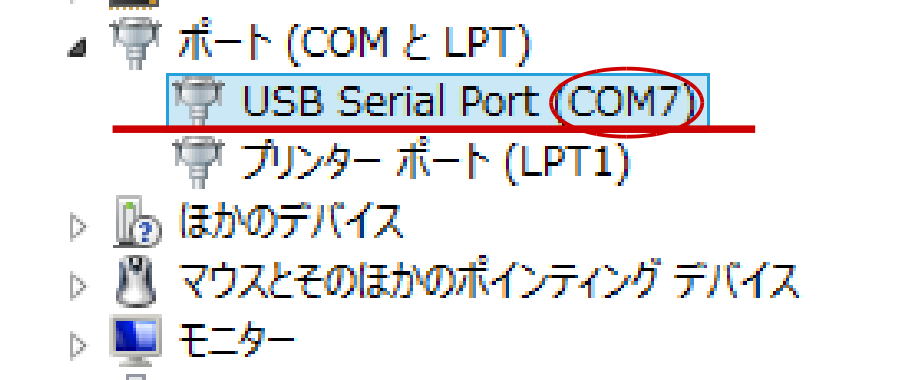 ポート (COM と LPT)
USB Serial Port (COM7)
プリンター ポート (LPT1)
ほかのデバイス
マウスとそのほかのポインティング デバイス
モニター